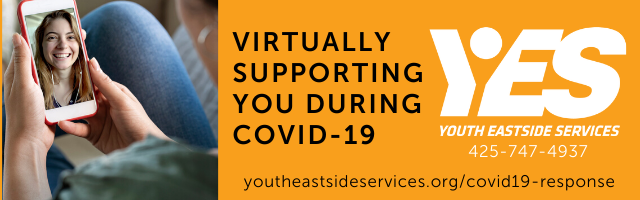 VIRTUALLY
SUPPORTING
YOU DURING
COVID-19
YES
YOUTH EASTSIDE SERVICES
425-747-4937
youtheastsideservices.org/covid19-response